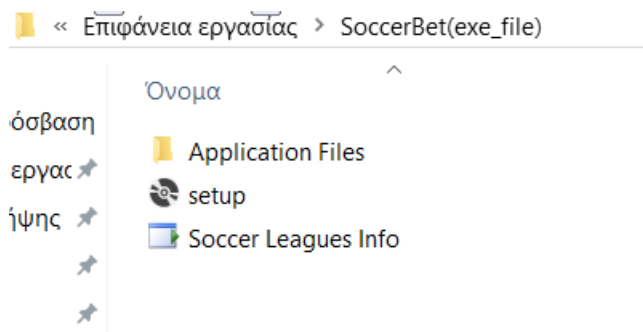 « Επιφάνεια εργασίας > SoccerBet(exe_file)
Όνομα
Application Files
setup
Soccer Leagues Info